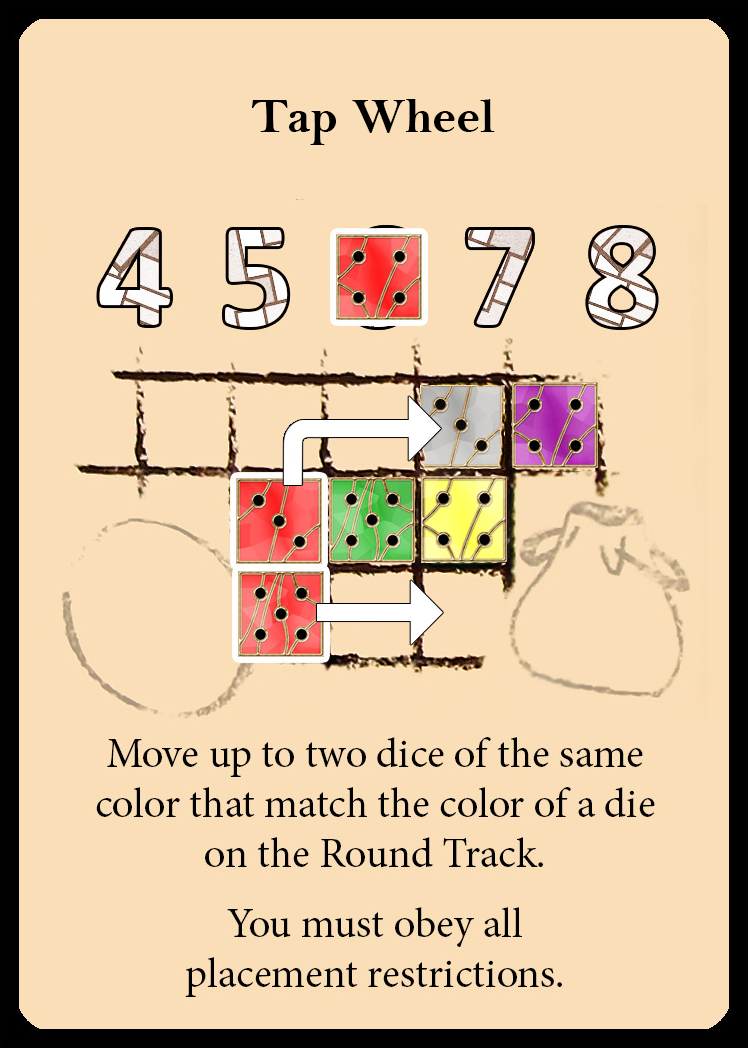 Tap Wheel
4 5 7 8
Move up to two dice of the same
color that match the color of a die
on the Round Track.
You must obey all
placement restrictions.